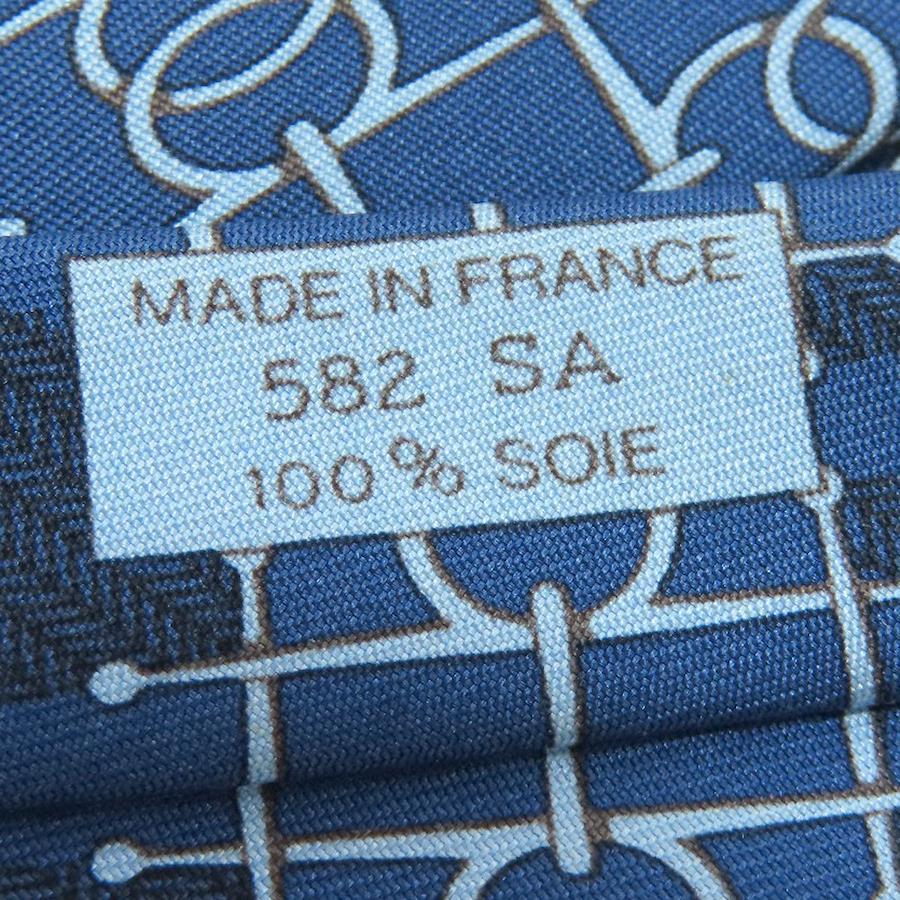 MADE IN FRANCE
582 SA
100% SOIE